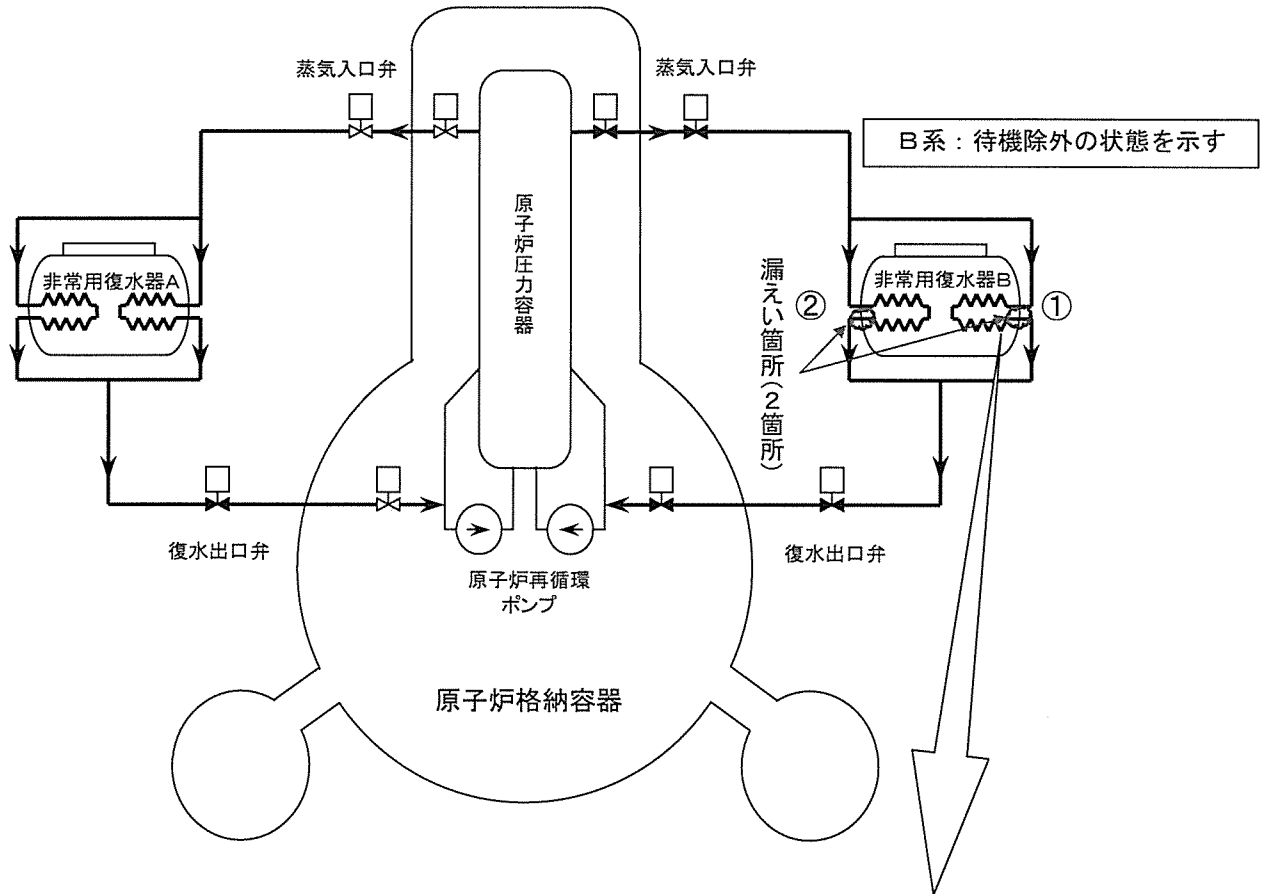 蒸気入口弁
蒸気入口弁
B系:待機除外の状態を示す
原子炉圧力容器
非常用復水器A
非常用復水器B
漏えい箇所(2箇所)
②
①
復水出口弁
復水出口弁
原子炉再循環
ポンプ
原子炉格納容器